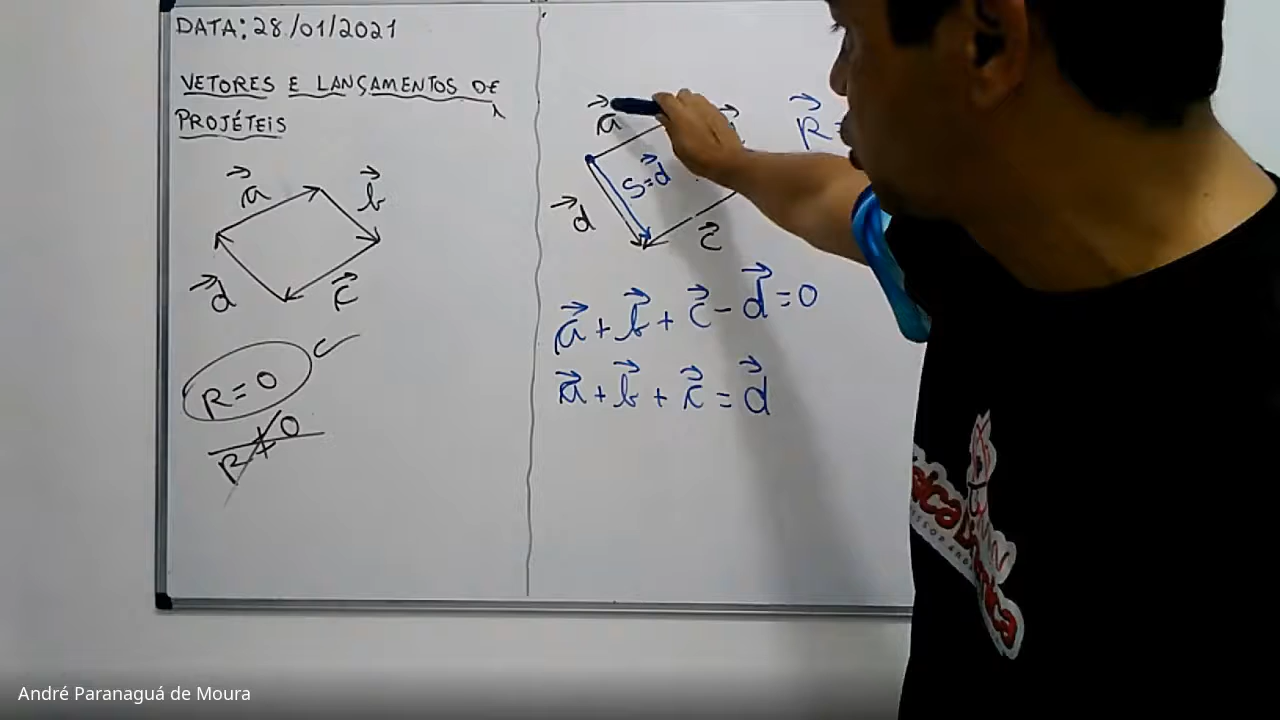 DATA: 28/01/2021
VETORES E LANÇAMENTOS DE
PROJÉTEIS
a
b
d
c
R = 0
R ≠ 0
a
R =
S = d
d
c
a + b + c - d = 0
a + b + c = d
André Paranaguá de Moura